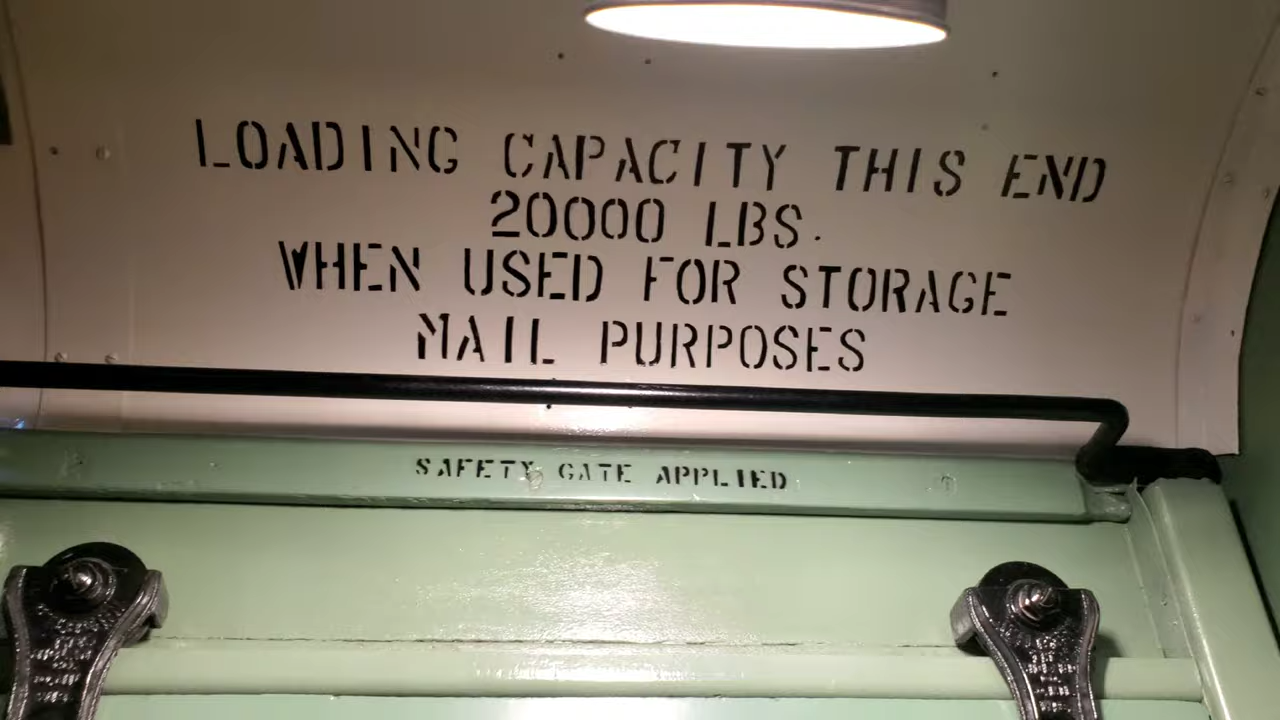 LOADING CAPACITY THIS END
20000 LBS.
WHEN USED FOR STORAGE
MAIL PURPOSES
SAFETY GATE APPLIED